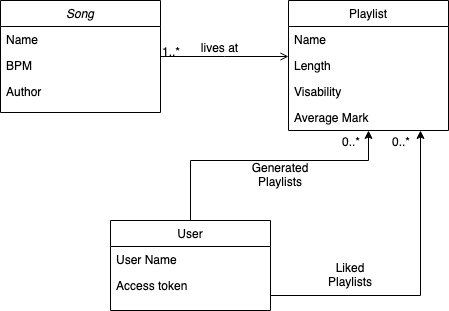 Song
Name
BPM
Author
1..*
lives at
Playlist
Name
Length
Visability
Average Mark
0..*
0..*
Generated
Playlists
User
User Name
Access token
Liked
Playlists